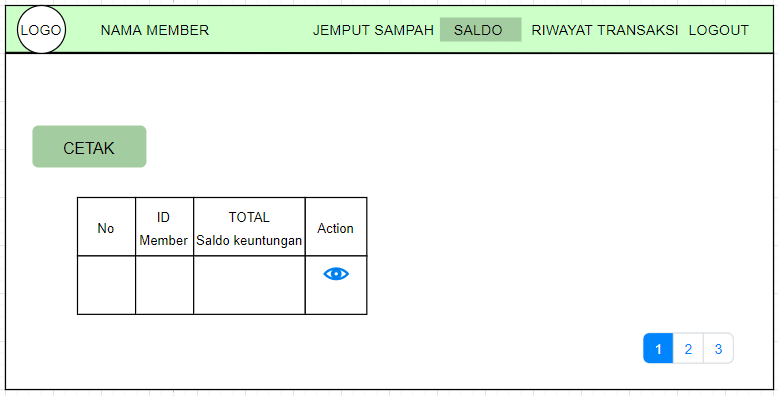 LOGO NAMA MEMBER JEMPUT SAMPAH SALDO RIWAYAT TRANSAKSI LOGOUT
CETAK
No ID Member TOTAL Saldo keuntungan Action
1 2 3